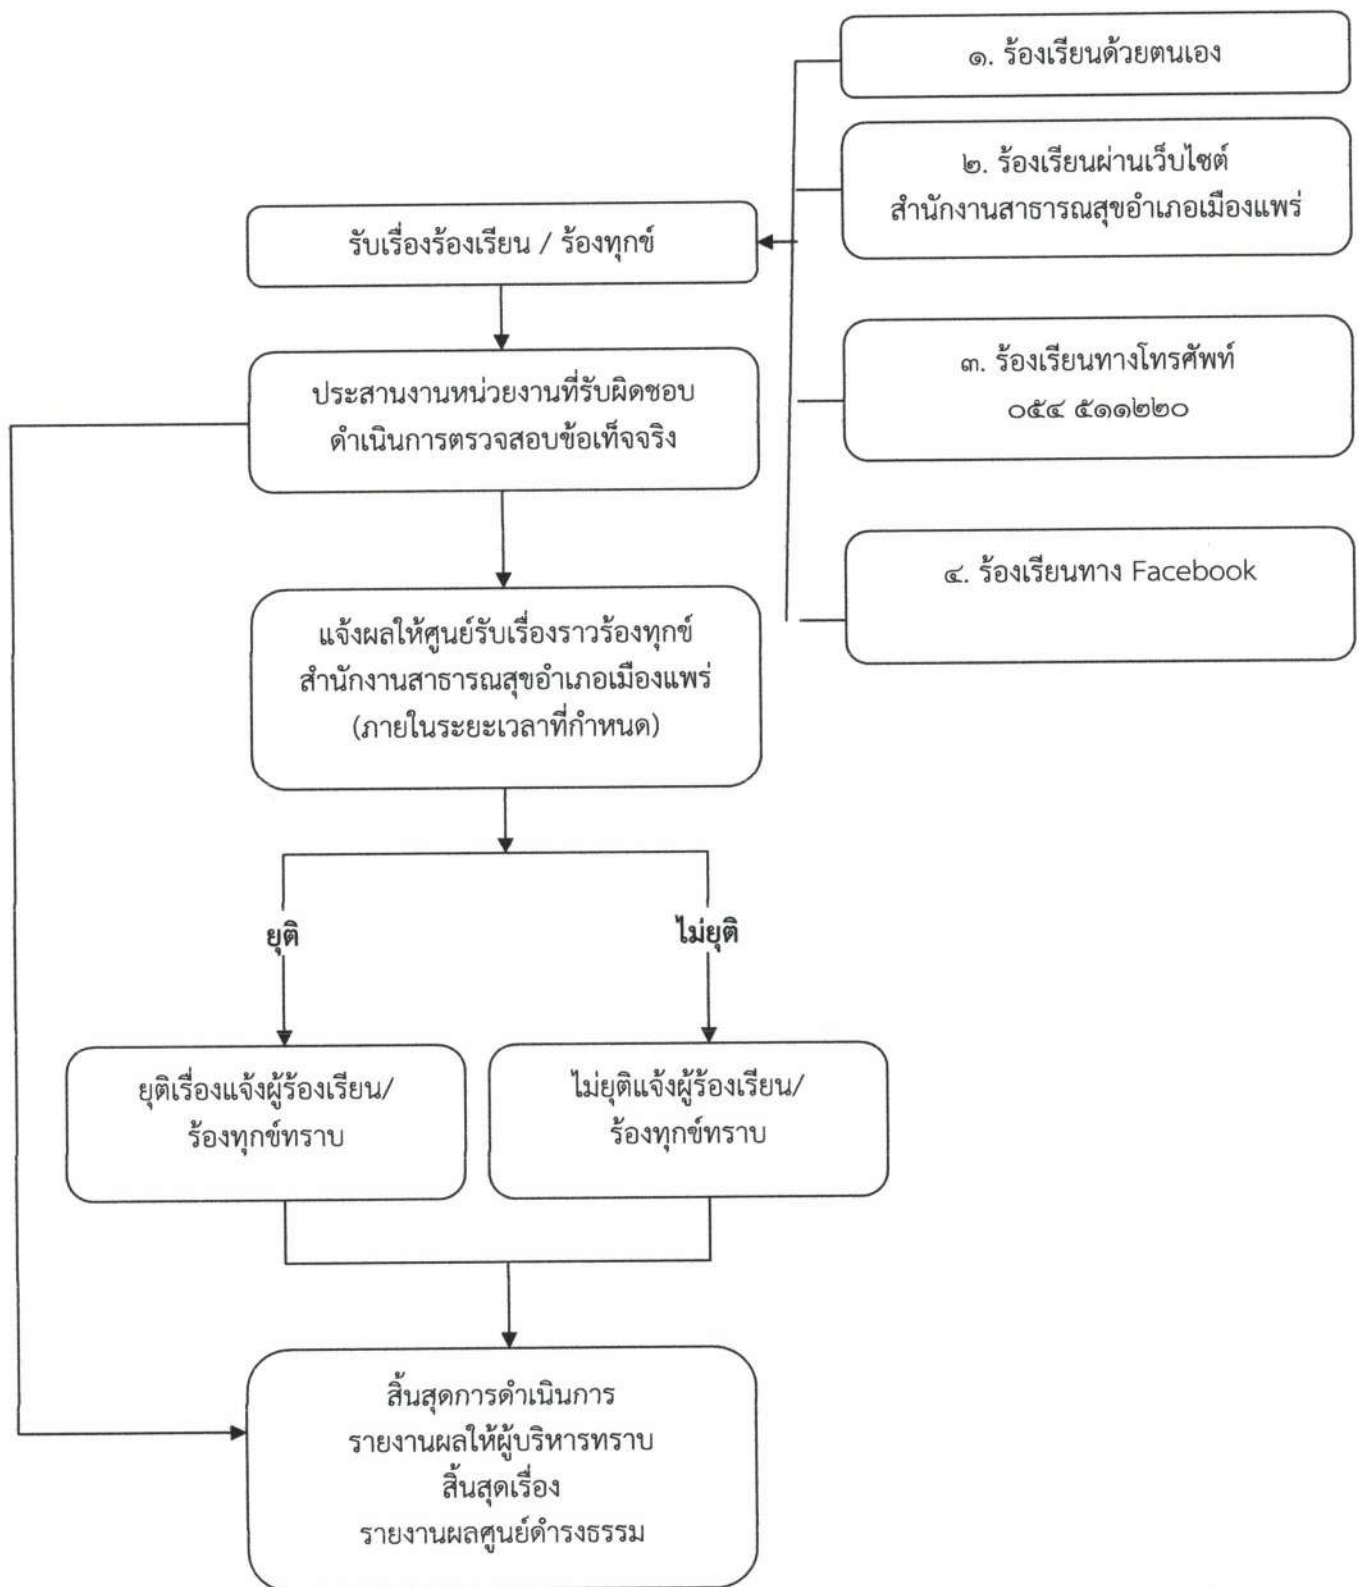 ๑. ร้องเรียนด้วยตนเอง
๒. ร้องเรียนผ่านเว็บไซต์
สำนักงานสาธารณสุขอำเภอเมืองแพร่
รับเรื่องร้องเรียน / ร้องทุกข์
๓. ร้องเรียนทางโทรศัพท์
๐๕๔ ๕๑๑๒๒๐
ประสานงานหน่วยงานที่รับผิดชอบ
ดำเนินการตรวจสอบข้อเท็จจริง
๔. ร้องเรียนทาง Facebook
แจ้งผลให้ศูนย์รับเรื่องราวร้องทุกข์
สำนักงานสาธารณสุขอำเภอเมืองแพร่
(ภายในระยะเวลาที่กำหนด)
ยุติ
ไม่ยุติ
ยุติเรื่องแจ้งผู้ร้องเรียน/
ร้องทุกข์ทราบ
ไม่ยุติแจ้งผู้ร้องเรียน/
ร้องทุกข์ทราบ
สิ้นสุดการดำเนินการ
รายงานผลให้ผู้บริหารทราบ
สิ้นสุดเรื่อง
รายงานผลศูนย์ดำรงธรรม